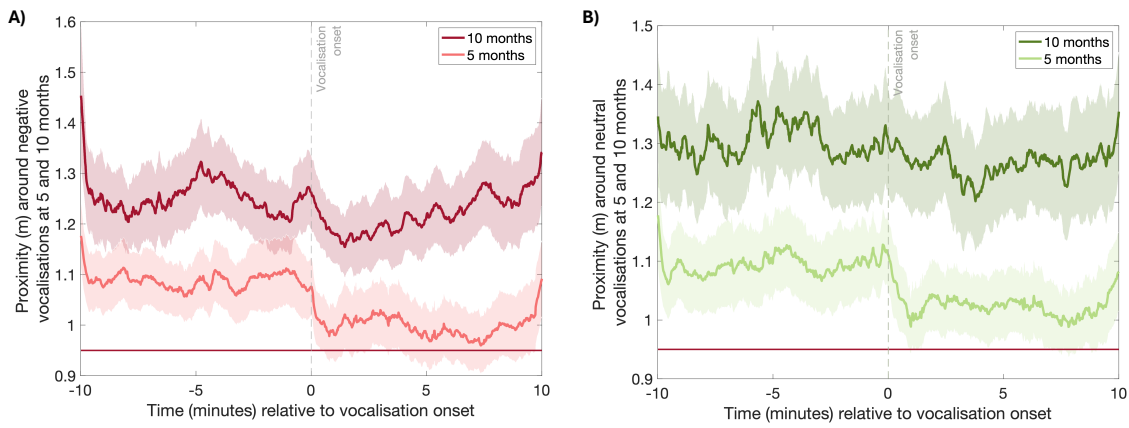 A)
Proximity (m) around negative
vocalisations at 5 and 10 months
1.6
1.5
1.4
1.3
1.2
1.1
1
0.9
-10
-5
0
5
10
Time (minutes) relative to vocalisation onset
Vocalisation
onset
10 months
5 months
B)
Proximity (m) around neutral
vocalisations at 5 and 10 months
1.5
1.4
1.3
1.2
1.1
1
0.9
-10
-5
0
5
10
Time (minutes) relative to vocalisation onset
Vocalisation
onset
10 months
5 months